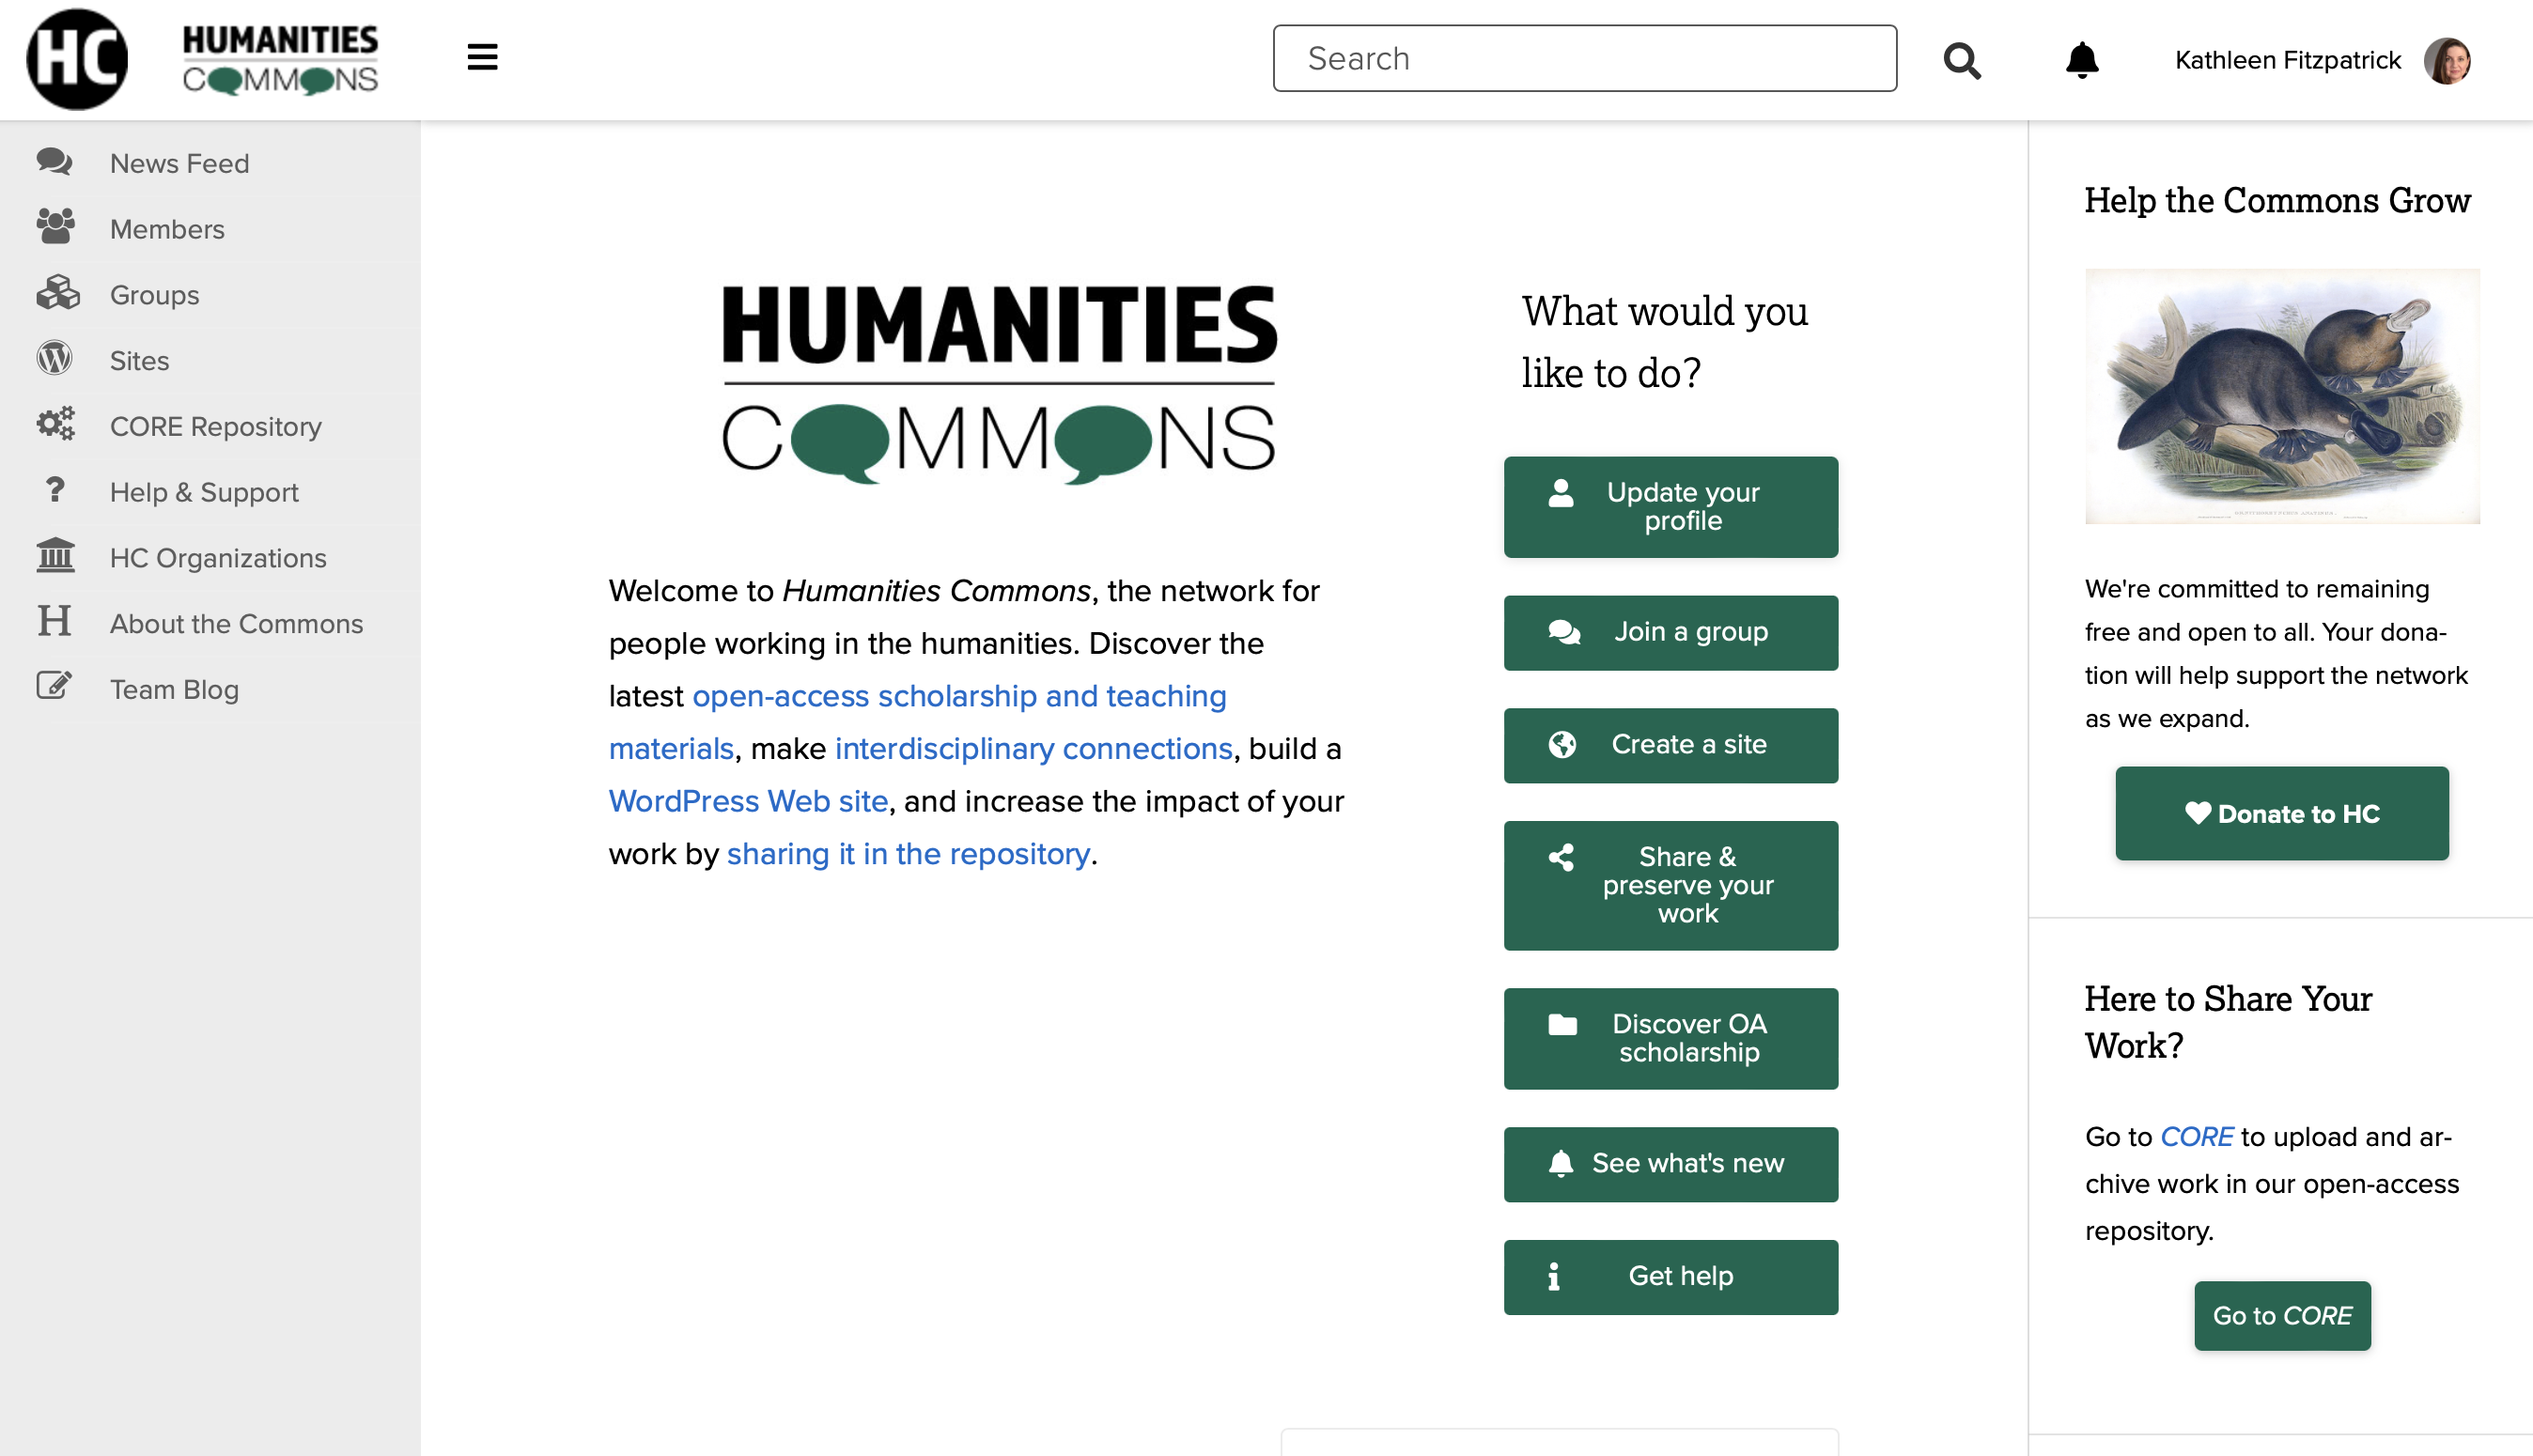 HC
HUMANITIES
COMMONS
Search
Kathleen Fitzpatrick
News Feed
Members
Groups
Sites
CORE Repository
Help & Support
HC Organizations
About the Commons
Team Blog
HUMANITIES
COMMONS
Welcome to Humanities Commons, the network for
people working in the humanities. Discover the
latest open-access scholarship and teaching
materials, make interdisciplinary connections, build a
WordPress Web site, and increase the impact of your
work by sharing it in the repository.
What would you
like to do?
Update your
profile
Join a group
Create a site
Share &
preserve your
work
Discover OA
scholarship
See what's new
Get help
Help the Commons Grow
We're committed to remaining
free and open to all. Your dona-
tion will help support the network
as we expand.
Donate to HC
Here to Share Your
Work?
Go to CORE to upload and ar-
chive work in our open-access
repository.
Go to CORE